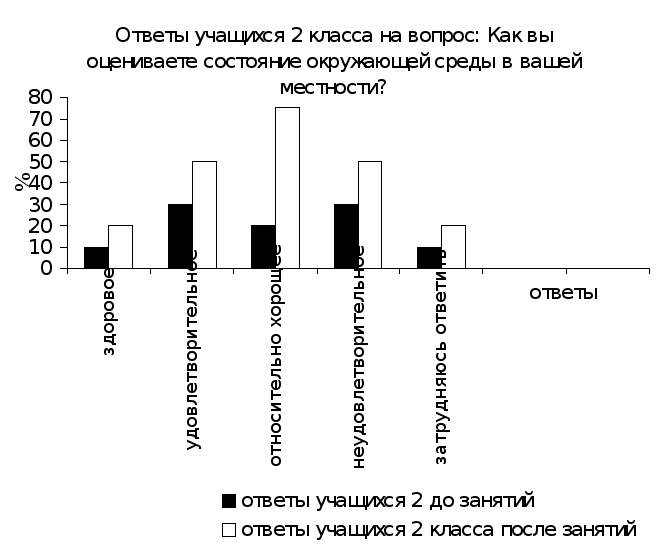 Ответы учащихся 2 класса на вопрос: Как вы
оцениваете состояние окружающей среды в вашей
местности?
80
70
60
50
40
30
20
10
0
%
здоровое
удовлетворительное
относительно хорошее
неудовлетворительное
затрудняюсь ответить
ответы
ответы учащихся 2 до занятий
ответы учащихся 2 класса после занятий